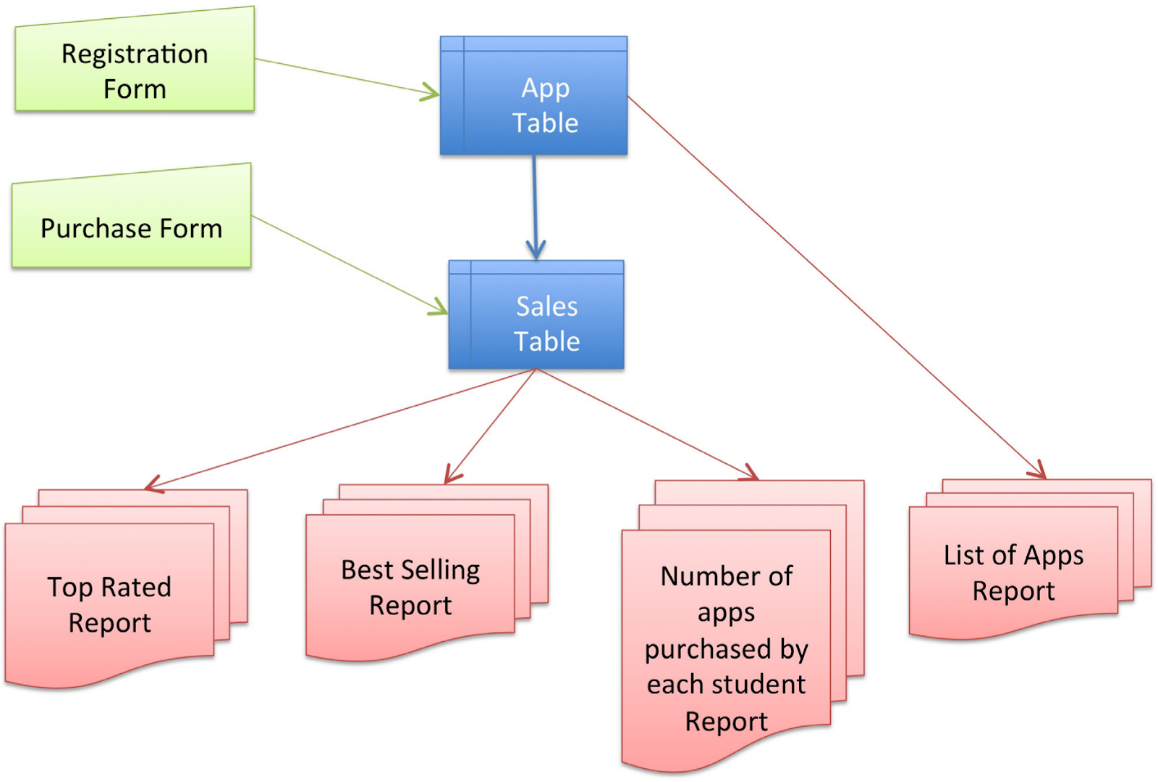 Registration
Form
App
Table
Purchase Form
Sales
Table
Top Rated
Report
Best Selling
Report
Number of
apps
purchased by
each student
Report
List of Apps
Report